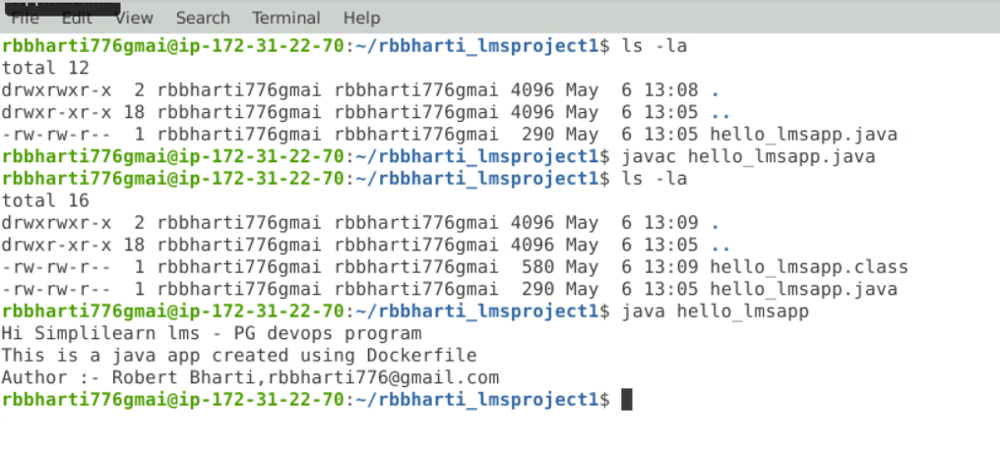 File Edit View Search Terminal Help
rbbharti776gmai@ip-172-31-22-70:~/rbbharti_lmsproject1$ ls -la
total 12
drwxrwxr-x  2 rbbharti776gmai rbbharti776gmai 4096 May  6 13:08 .
drwxr-xr-x 18 rbbharti776gmai rbbharti776gmai 4096 May  6 13:05 ..
-rw-rw-r--  1 rbbharti776gmai rbbharti776gmai  290 May  6 13:05 hello_lmsapp.java
rbbharti776gmai@ip-172-31-22-70:~/rbbharti_lmsproject1$ javac hello_lmsapp.java
rbbharti776gmai@ip-172-31-22-70:~/rbbharti_lmsproject1$ ls -la
total 16
drwxrwxr-x  2 rbbharti776gmai rbbharti776gmai 4096 May  6 13:09 .
drwxr-xr-x 18 rbbharti776gmai rbbharti776gmai 4096 May  6 13:05 ..
-rw-rw-r--  1 rbbharti776gmai rbbharti776gmai  580 May  6 13:09 hello_lmsapp.class
-rw-rw-r--  1 rbbharti776gmai rbbharti776gmai  290 May  6 13:05 hello_lmsapp.java
rbbharti776gmai@ip-172-31-22-70:~/rbbharti_lmsproject1$ java hello_lmsapp
Hi Simplilearn lms - PG devops program
This is a java app created using Dockerfile
Author :- Robert Bharti,rbbharti776@gmail.com
rbbharti776gmai@ip-172-31-22-70:~/rbbharti_lmsproject1$